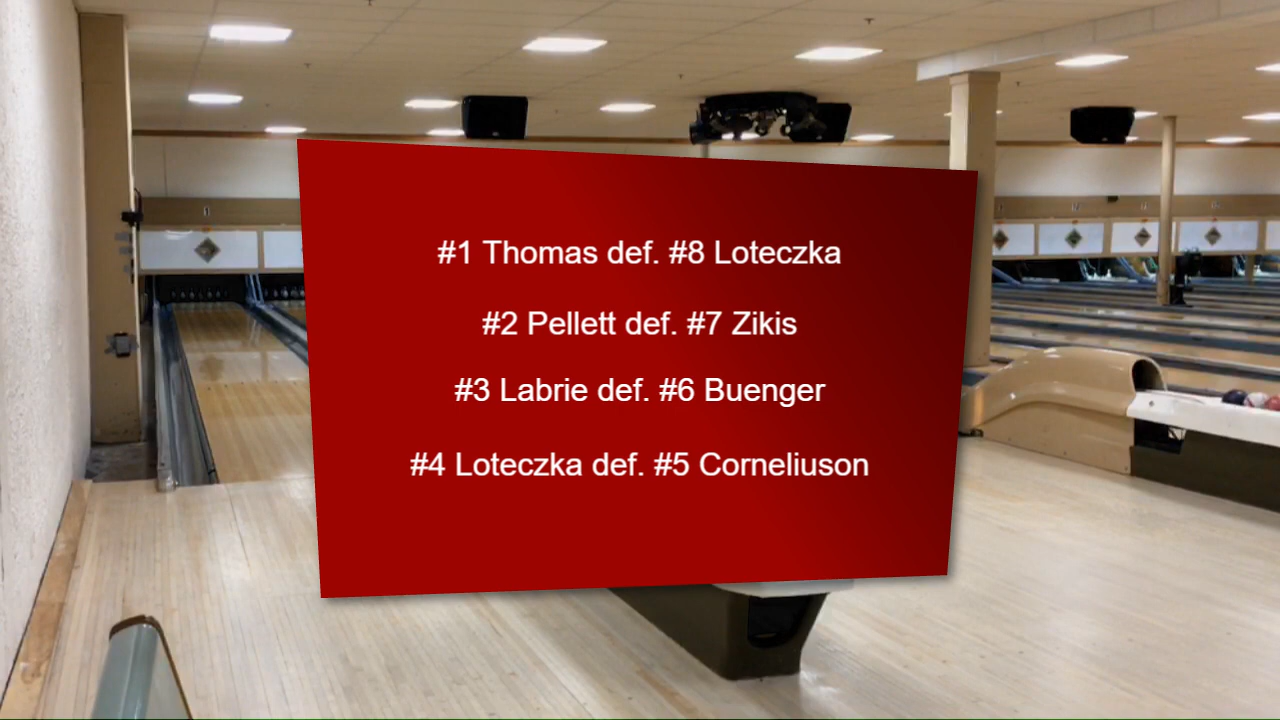 #1 Thomas def. #8 Loteczka
#2 Pellett def. #7 Zikis
#3 Labrie def. #6 Buenger
#4 Loteczka def. #5 Corneliuson